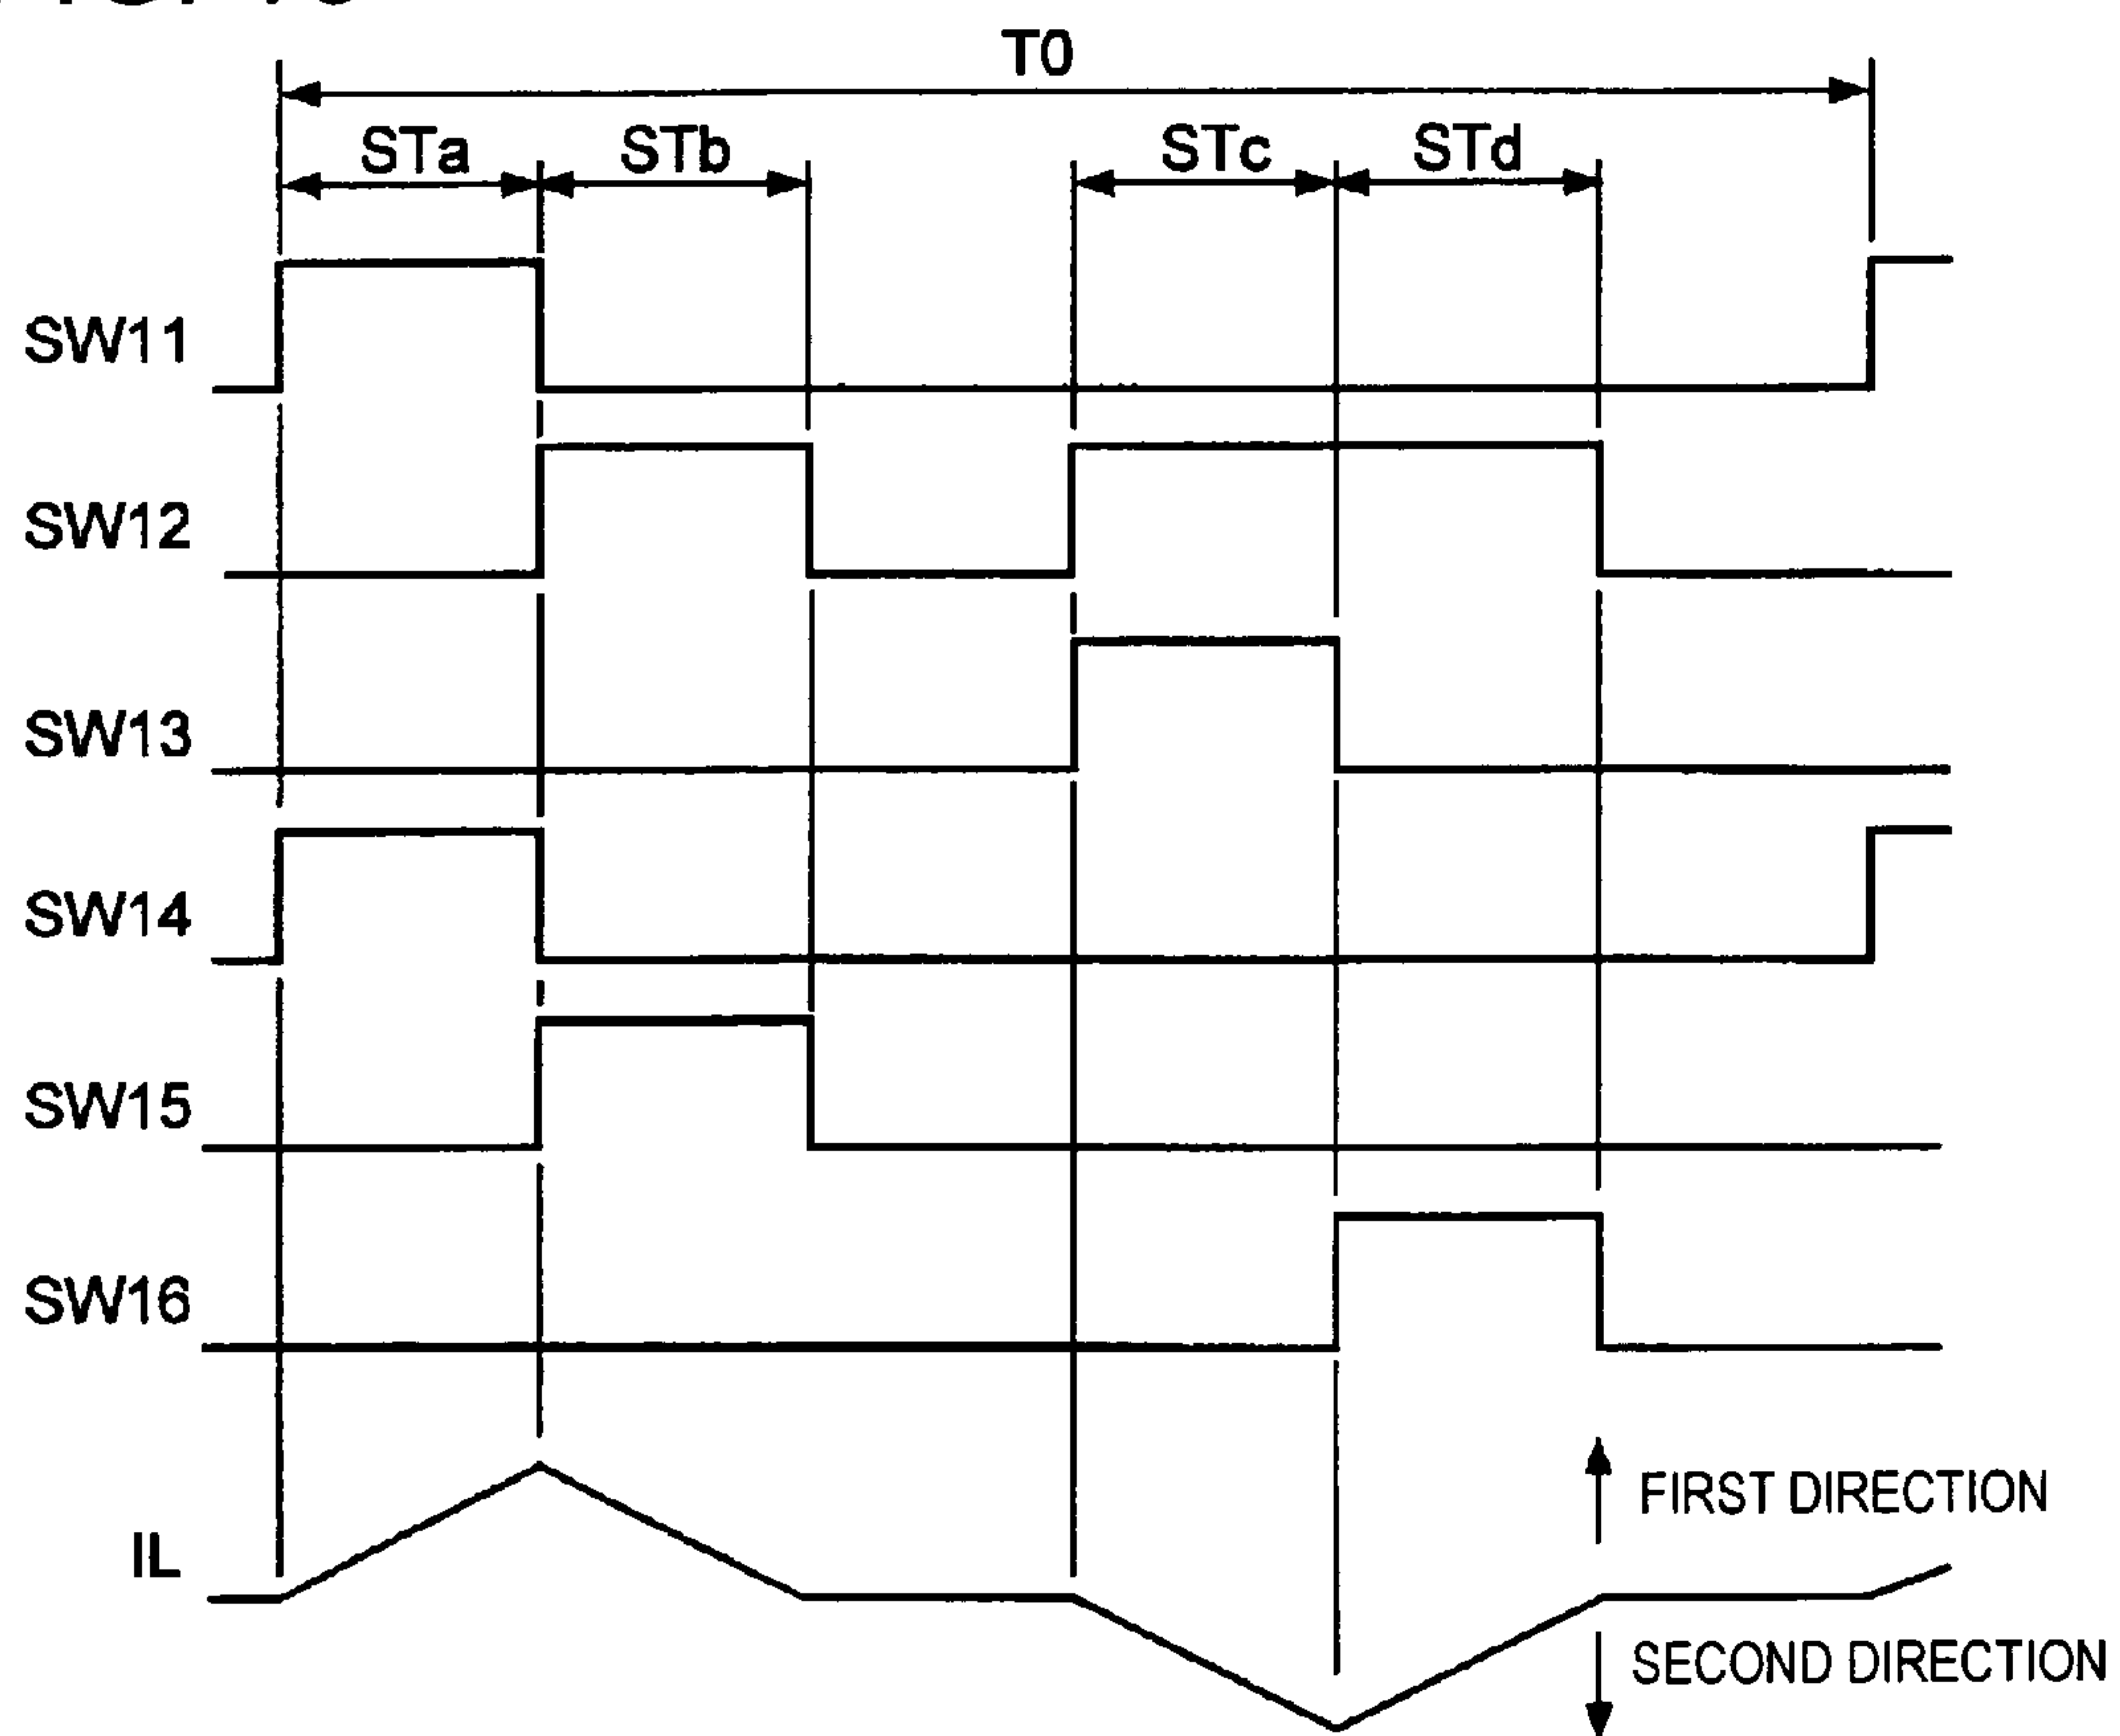 T0
STa STb STc STd
SW11
SW12
SW13
SW14
SW15
SW16
FIRST DIRECTION
IL
SECOND DIRECTION